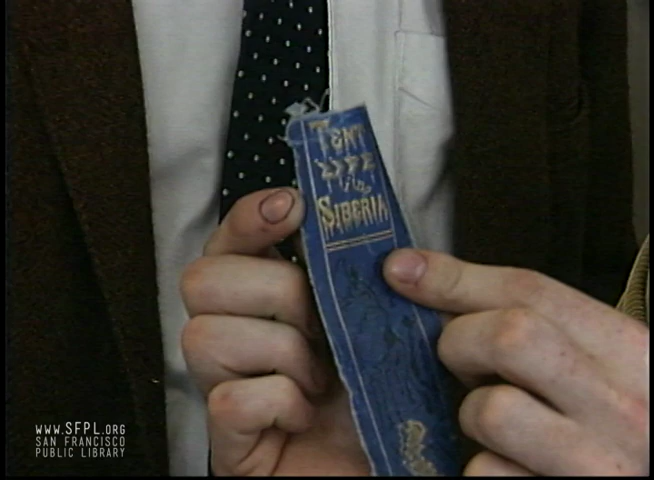 TENT
LIFE
in
SIBERIA
WWW.SFPL.ORG
SAN FRANCISCO
PUBLIC LIBRARY